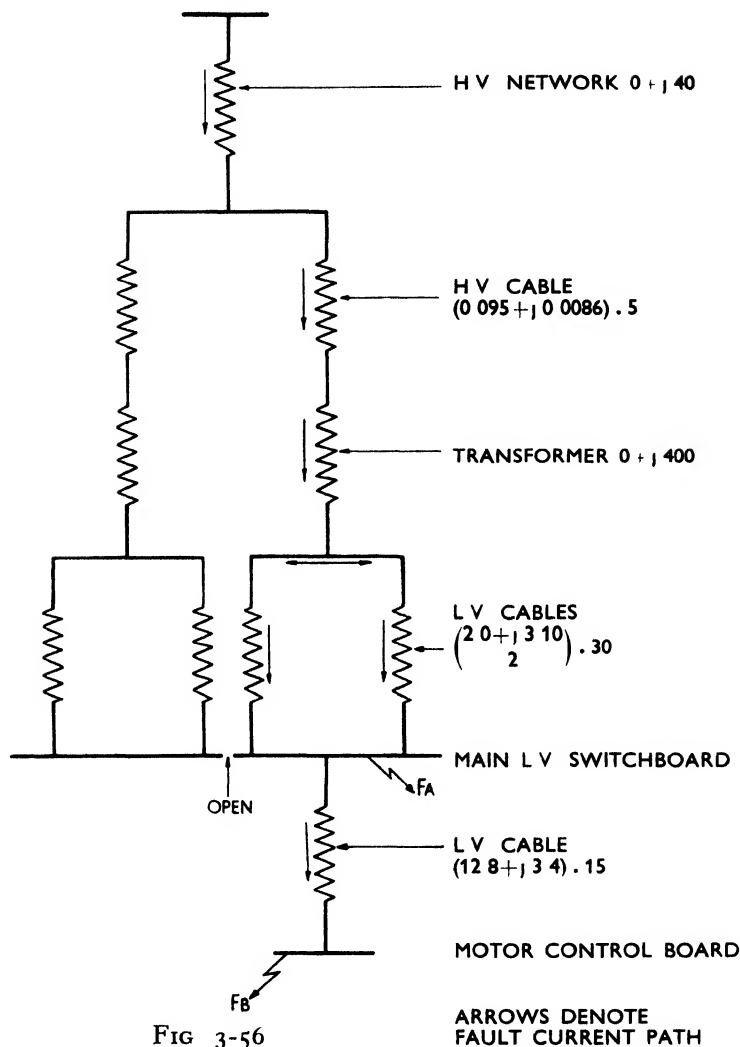 H V NETWORK 0 + j 40
H V CABLE
(0 095 + j 0 0086) . 5
TRANSFORMER 0 + j 400
L V CABLES
(2 0 + j 3 10
2) . 30
MAIN L V SWITCHBOARD
OPEN
FA
L V CABLE
(12 8 + j 3 4) . 15
MOTOR CONTROL BOARD
FB
ARROWS DENOTE
FAULT CURRENT PATH
FIG 3-56